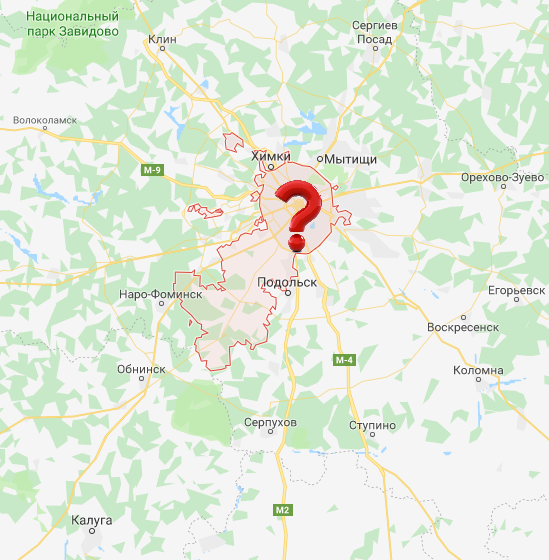 Национальный
парк Завидово
Клин
Сергиев
Посад
Волоколамск
Химки
Мытищи
М-9
Орехово-Зуево
Подольск
Наро-Фоминск
Егорьевск
Воскресенск
М-4
Обнинск
Коломна
Серпухов
Ступино
М2
Калуга
?